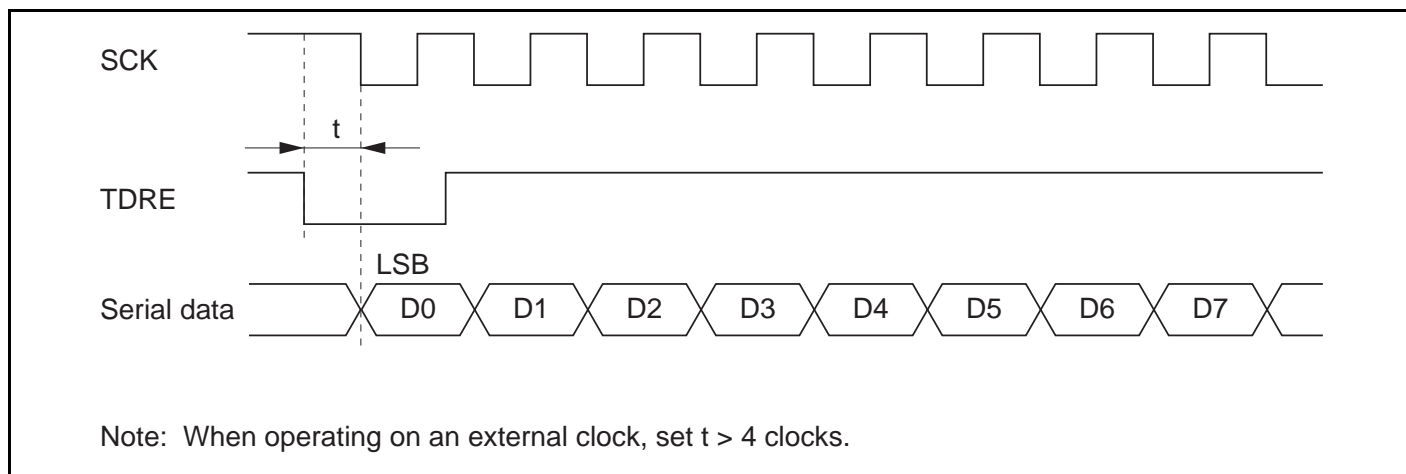 SCK
t
TDRE
LSB
Serial data D0 D1 D2 D3 D4 D5 D6 D7
Note: When operating on an external clock, set t > 4 clocks.